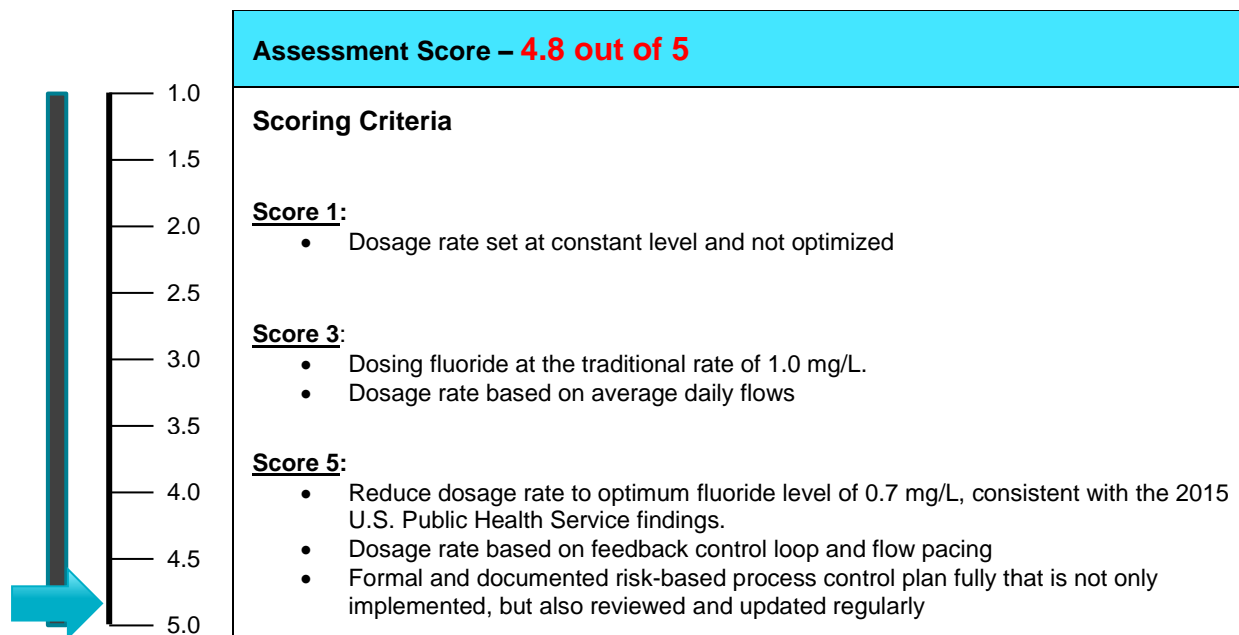 Assessment Score – 4.8 out of 5
1.0
1.5
2.0
2.5
3.0
3.5
4.0
4.5
5.0
Scoring Criteria
Score 1:
• Dosage rate set at constant level and not optimized
Score 3:
• Dosing fluoride at the traditional rate of 1.0 mg/L.
• Dosage rate based on average daily flows
Score 5:
• Reduce dosage rate to optimum fluoride level of 0.7 mg/L, consistent with the 2015
U.S. Public Health Service findings.
• Dosage rate based on feedback control loop and flow pacing
• Formal and documented risk-based process control plan fully that is not only
implemented, but also reviewed and updated regularly